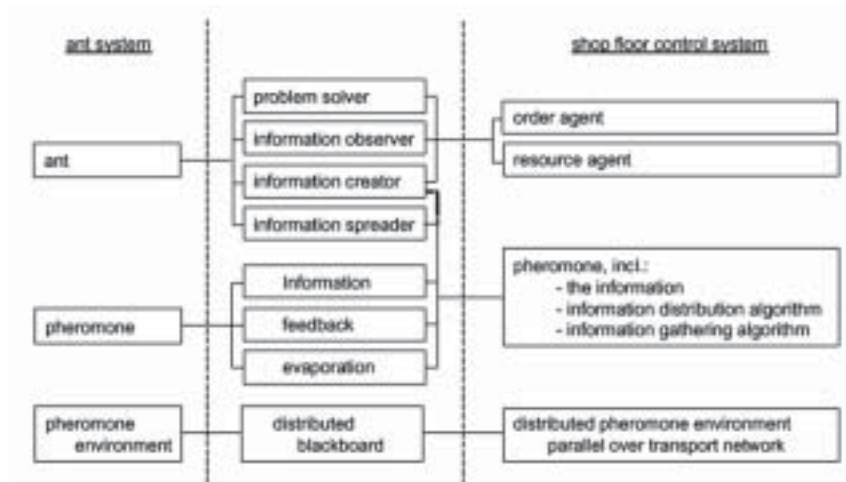 ant system
shop floor control system
ant
problem solver
information observer
information creator
information spreader
order agent
resource agent
pheromone
Information
feedback
evaporation
pheromone, incl.:
- the information
- information distribution algorithm
- information gathering algorithm
pheromone
environment
distributed
blackboard
distributed pheromone environment
parallel over transport network